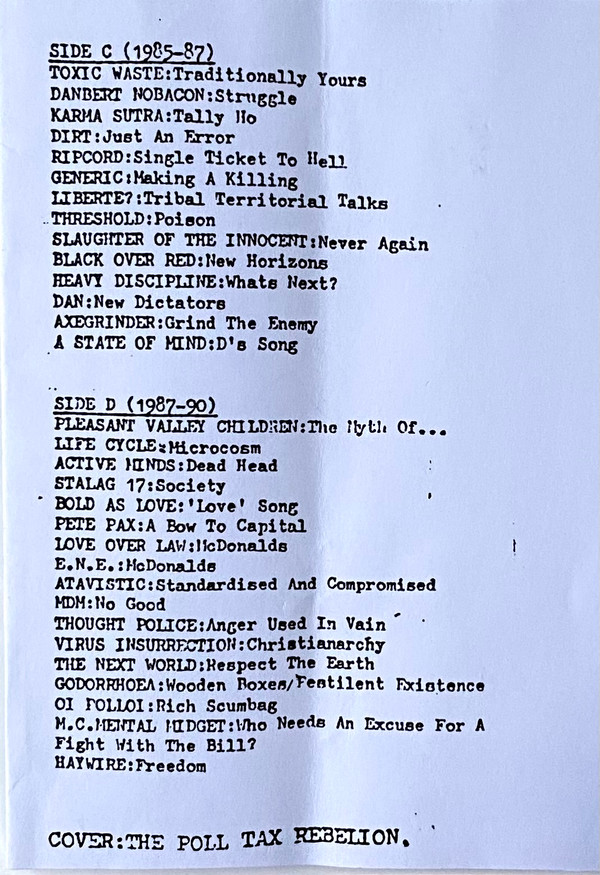 SIDE C (1985-87)
TOXIC WASTE:Traditionally Yours
DANBERT NOBACON:Struggle
KARMA SUTRA:Tally Ho
DIRT:Just An Error
RIPCORD:Single Ticket To Hell
GENERIC:Making A Killing
LIBERTE?:Tribal Territorial Talks
THRESHOLD:Poison
SLAUGHTER OF THE INNOCENT:Never Again
BLACK OVER RED:New Horizons
HEAVY DISCIPLINE:Whats Next?
DAN:New Dictators
AXEGRINDER:Grind The Enemy
A STATE OF MIND:D's Song
SIDE D (1987-90)
PLEASANT VALLEY CHILDREN:The Myth Of...
LIFE CYCLE:Microcosm
ACTIVE MINDS:Dead Head
STALAG 17:Society
BOLD AS LOVE:'Love' Song
PETE PAX:A Bow To Capital
LOVE OVER LAW:McDonalds
E.N.E.:McDonalds
ATAVISTIC:Standardised And Compromised
MDM:No Good
THOUGHT POLICE:Anger Used In Vain
VIRUS INSURRECTION:Christianarchy
THE NEXT WORLD:Respect The Earth
GODORRHOEA:Wooden Boxes/Festilent Existence
OI POLLOI:Rich Scumbag
M.C.MENTAL MIDGET:Who Needs An Excuse For A
Fight With The Bill?
HAYWIRE:Freedom
COVER:THE POLL TAX REBELION.